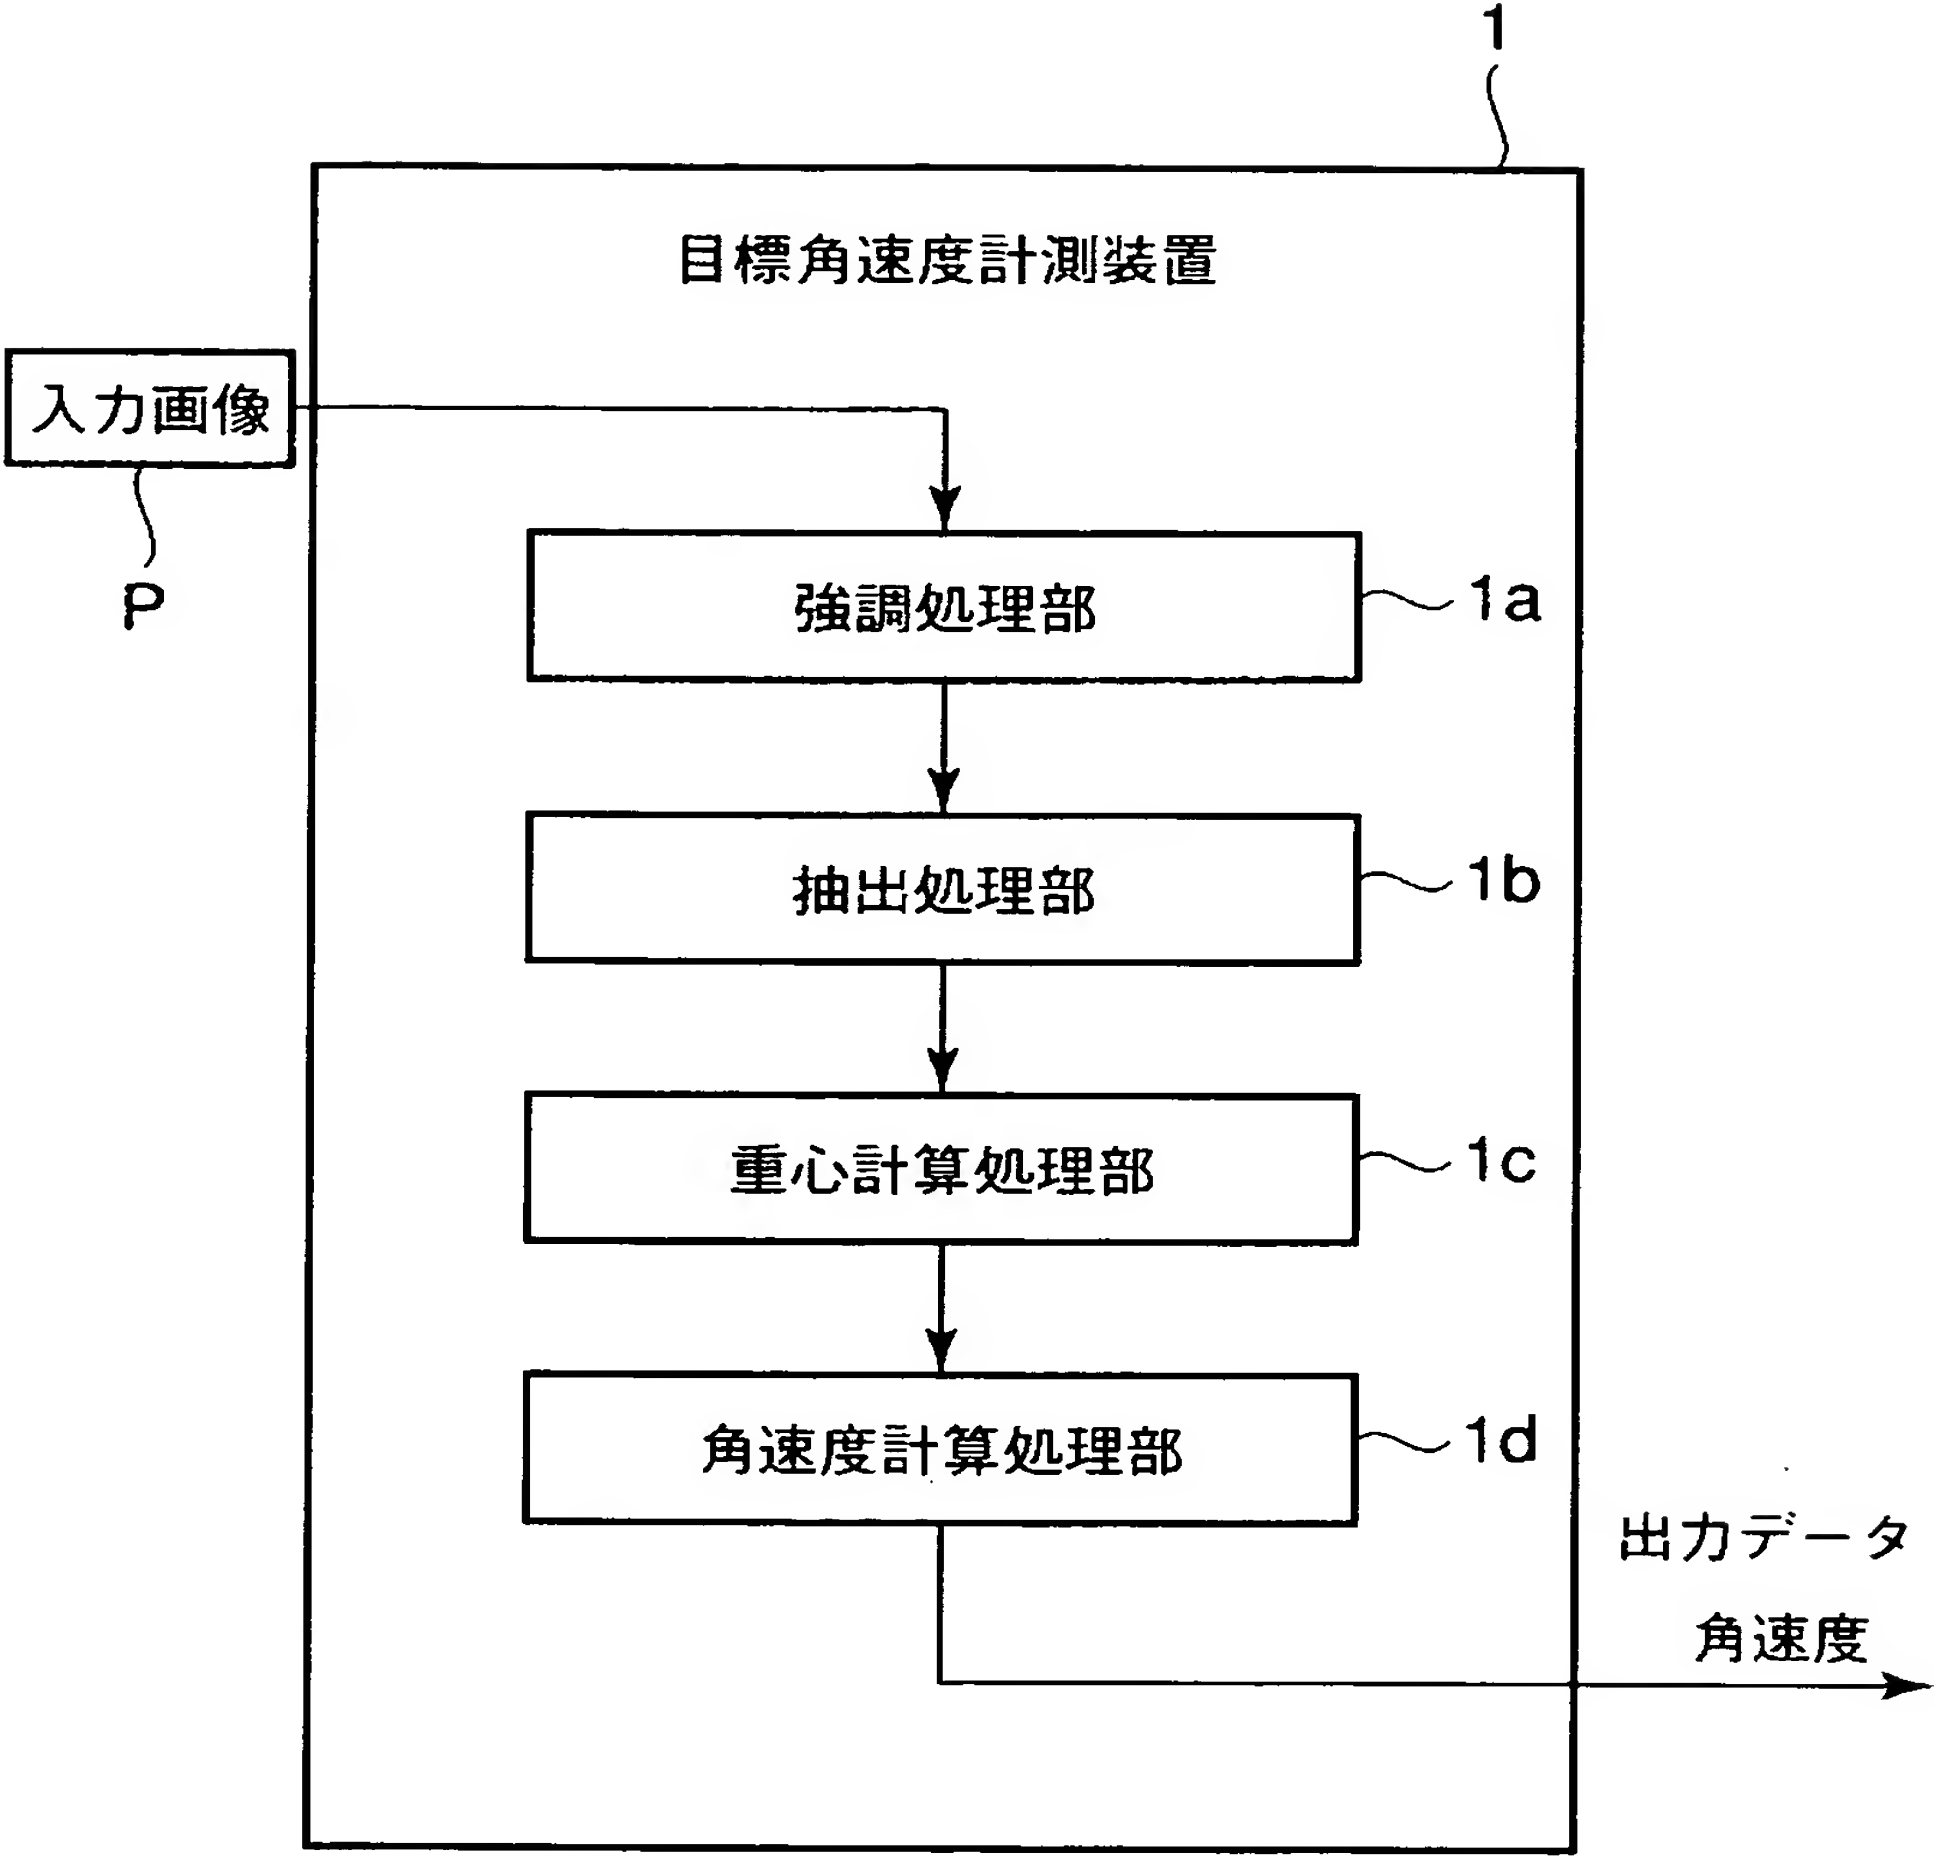 1
目標角速度計測装置
入力画像
P
強調処理部
1a
抽出処理部
1b
重心計算処理部
1c
角速度計算処理部
1d
出力データ
角速度